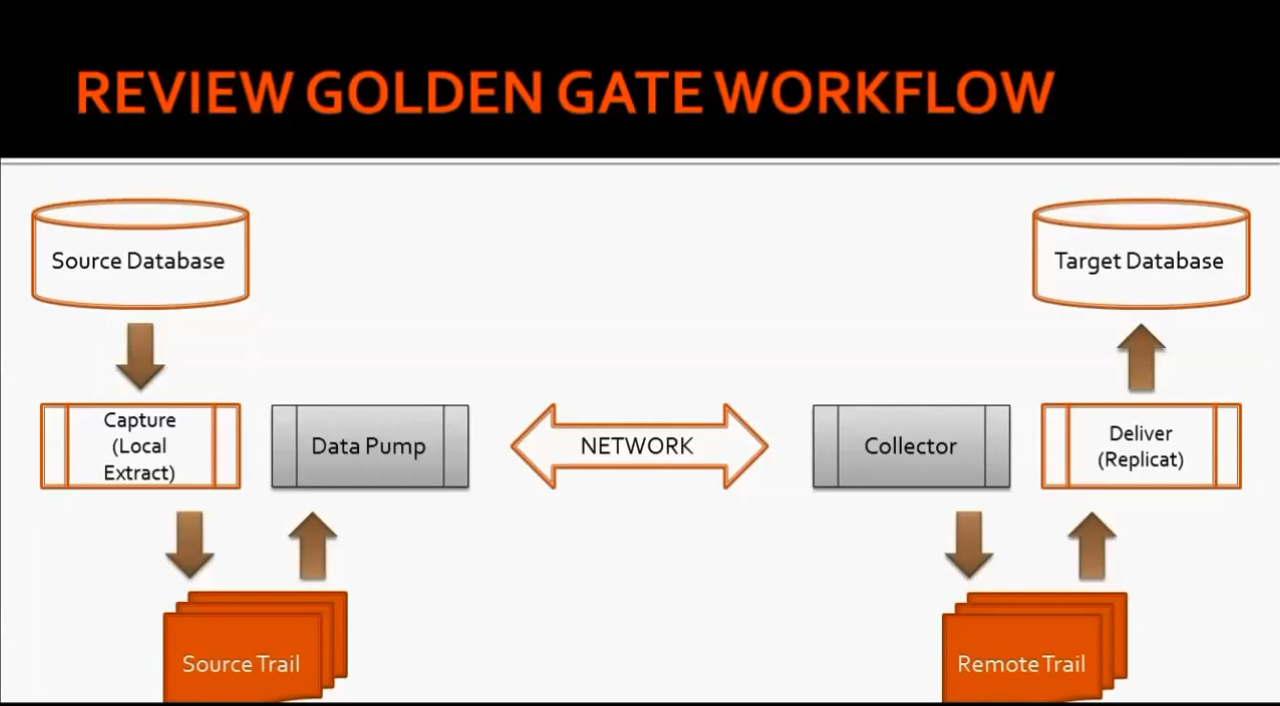 REVIEW GOLDEN GATE WORKFLOW
Source Database
Target Database
Capture
(Local
Extract)
Data Pump
NETWORK
Collector
Deliver
(Replicat)
Source Trail
Remote Trail